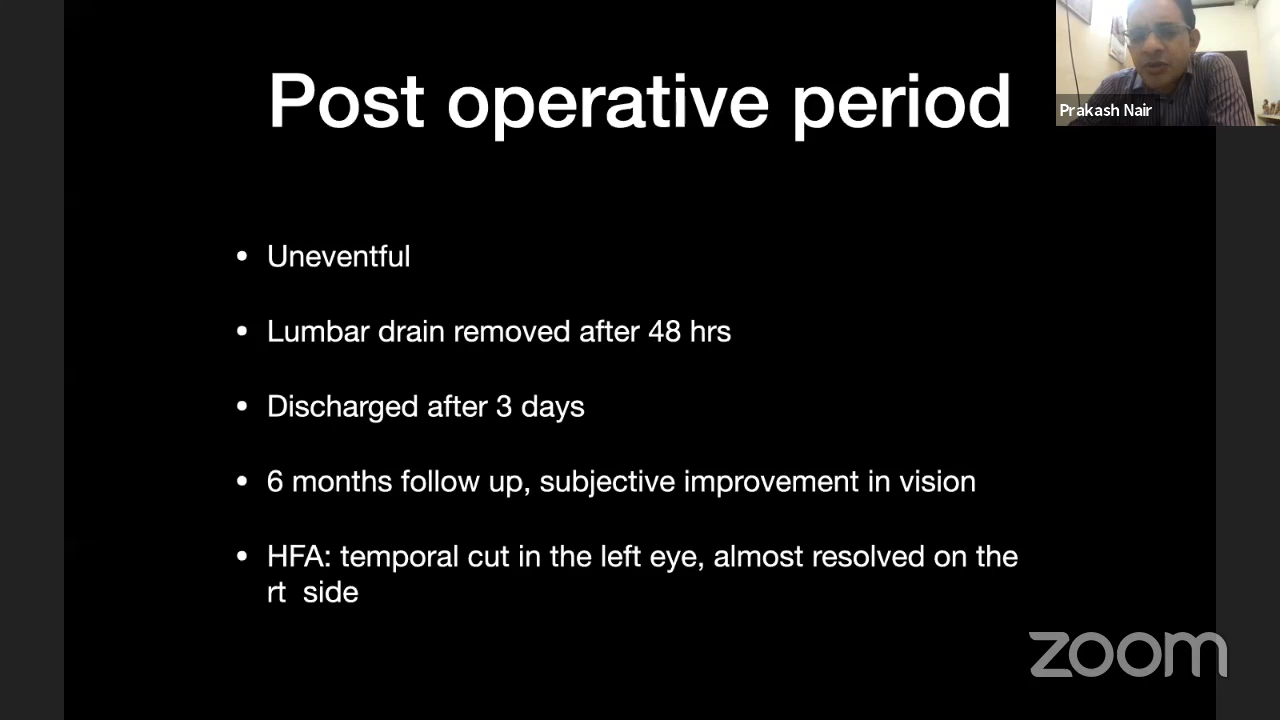 Post operative period
Prakash Nair
• Uneventful
• Lumbar drain removed after 48 hrs
• Discharged after 3 days
• 6 months follow up, subjective improvement in vision
• HFA: temporal cut in the left eye, almost resolved on the
rt  side
zoom